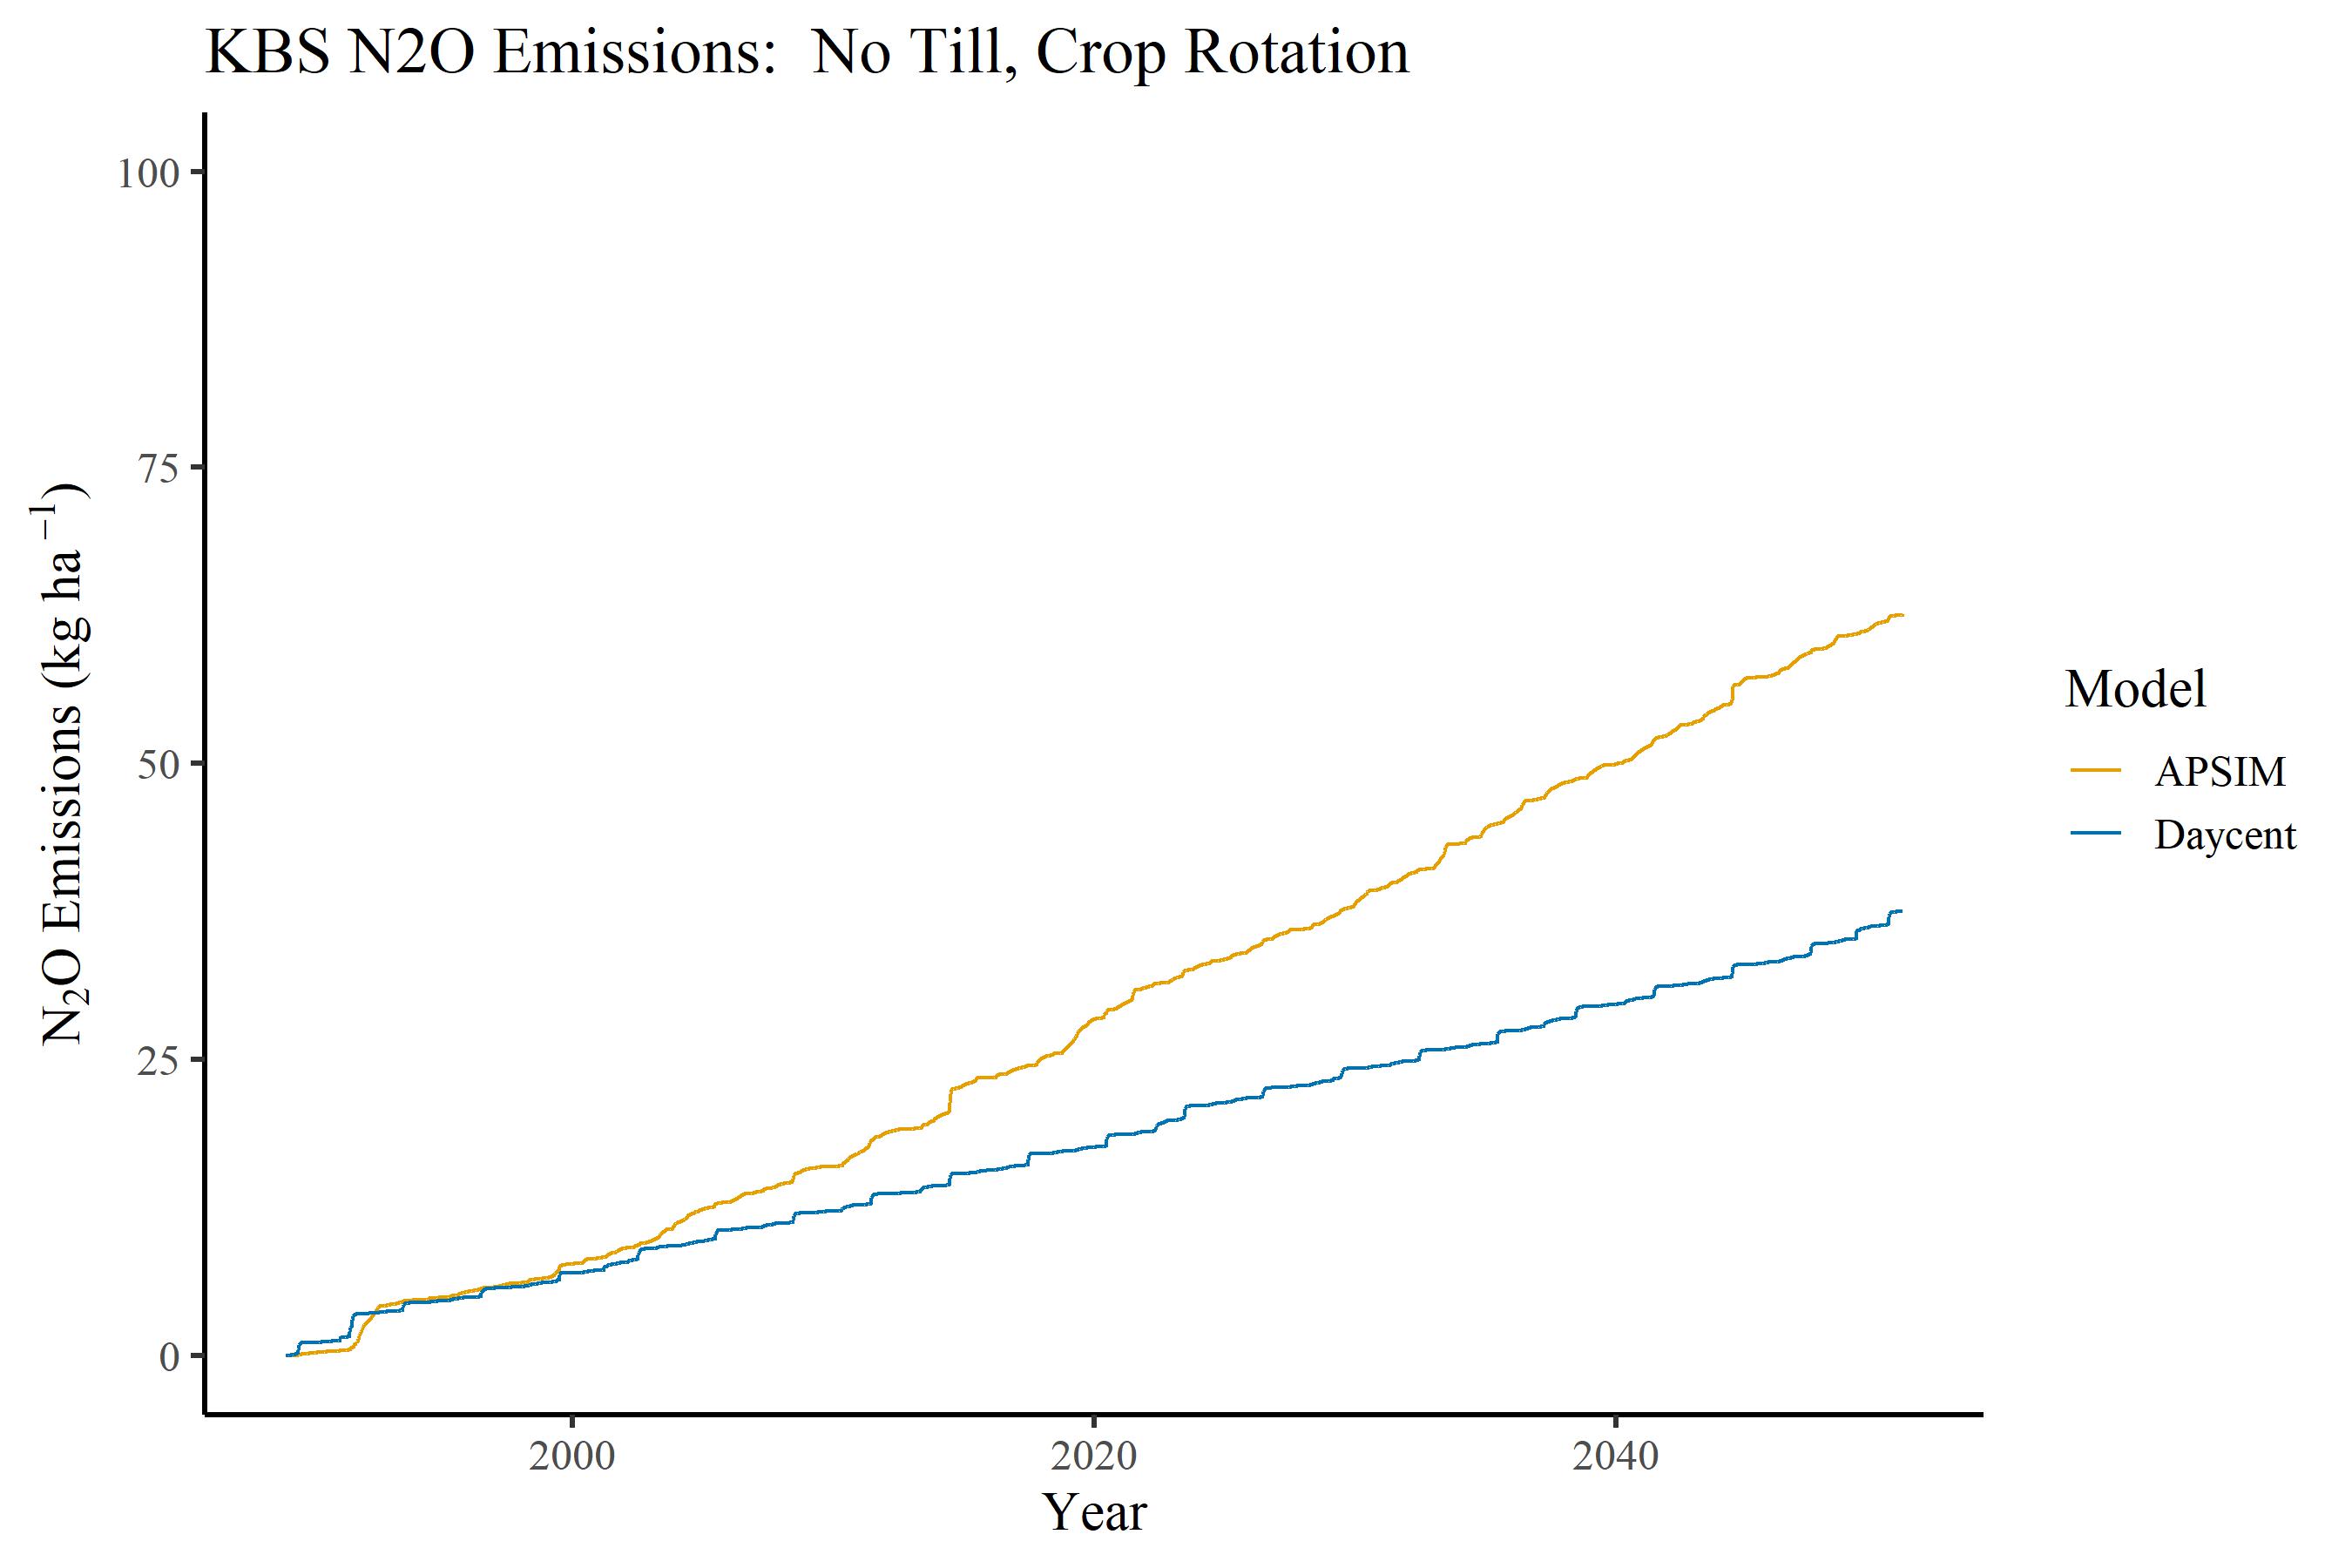 KBS N2O Emissions:  No Till, Crop Rotation
N₂O Emissions (kg ha⁻¹)
100
75
50
25
0
2000 2020 2040
Year
Model
APSIM
Daycent